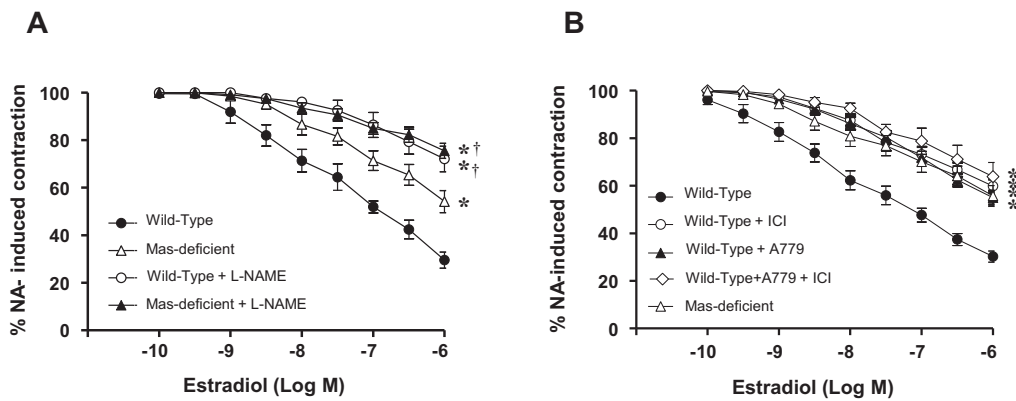 A
% NA- induced contraction
100
80
60
40
20
0
Wild-Type
Mas-deficient
Wild-Type + L-NAME
Mas-deficient + L-NAME
*†
*†
*
-10
-9
-8
-7
-6
Estradiol (Log M)
B
% NA-induced contraction
100
80
60
40
20
0
Wild-Type
Wild-Type + ICI
Wild-Type + A779
Wild-Type+A779 + ICI
Mas-deficient
*
*
*
*
-10
-9
-8
-7
-6
Estradiol (Log M)